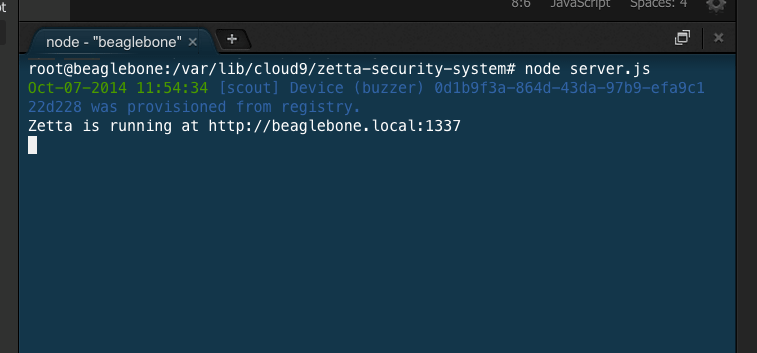 8:6 JavaScript Spaces: 4
node - "beaglebone" × +
root@beaglebone:/var/lib/cloud9/zetta-security-system# node server.js
Oct-07-2014 11:54:34 [scout] Device (buzzer) 0d1b9f3a-864d-43da-97b9-efa9c1
22d228 was provisioned from registry.
Zetta is running at http://beaglebone.local:1337